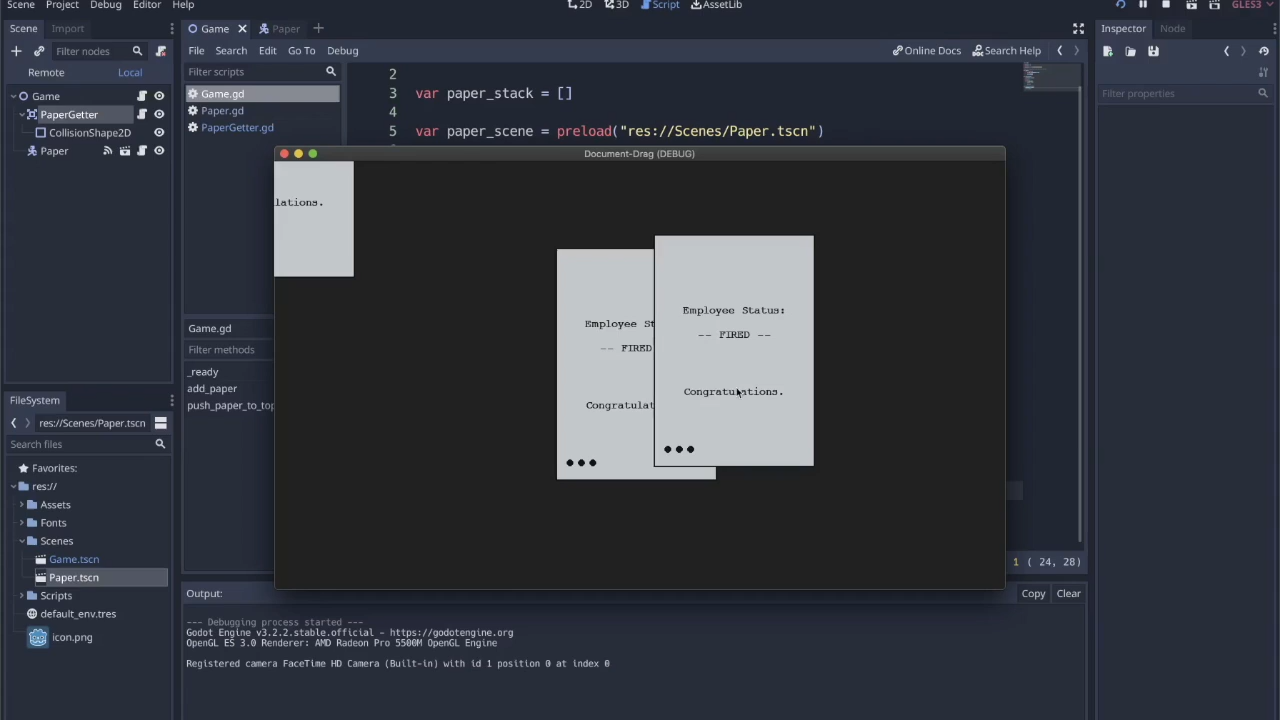 Scene Project Debug Editor Help
2D 3D Script AssetLib
GLES3
Scene Import
Game Paper
Inspector Node
Filter nodes
File Search Edit Go To Debug
Online Docs Search Help
Remote Local
Filter scripts
Filter properties
Game
PaperGetter
CollisionShape2D
Paper
Game.gd
Paper.gd
PaperGetter.gd
2
3 var paper_stack = []
4
5 var paper_scene = preload("res://Scenes/Paper.tscn")
Document-Drag (DEBUG)
lations.
Employee St
-- FIRED
Congratulat
Employee Status:
-- FIRED --
Congratulations.
Game.gd
Filter methods
_ready
add_paper
push_paper_to_top
1 ( 24, 28)
FileSystem
res://Scenes/Paper.tscn
Search files
Favorites:
res://
Assets
Fonts
Scenes
Game.tscn
Paper.tscn
Scripts
default_env.tres
icon.png
Output:
Copy Clear
--- Debugging process started ---
Godot Engine v3.2.2.stable.official - https://godotengine.org
OpenGL ES 3.0 Renderer: AMD Radeon Pro 5500M OpenGL Engine
Registered camera FaceTime HD Camera (Built-in) with id 1 position 0 at index 0